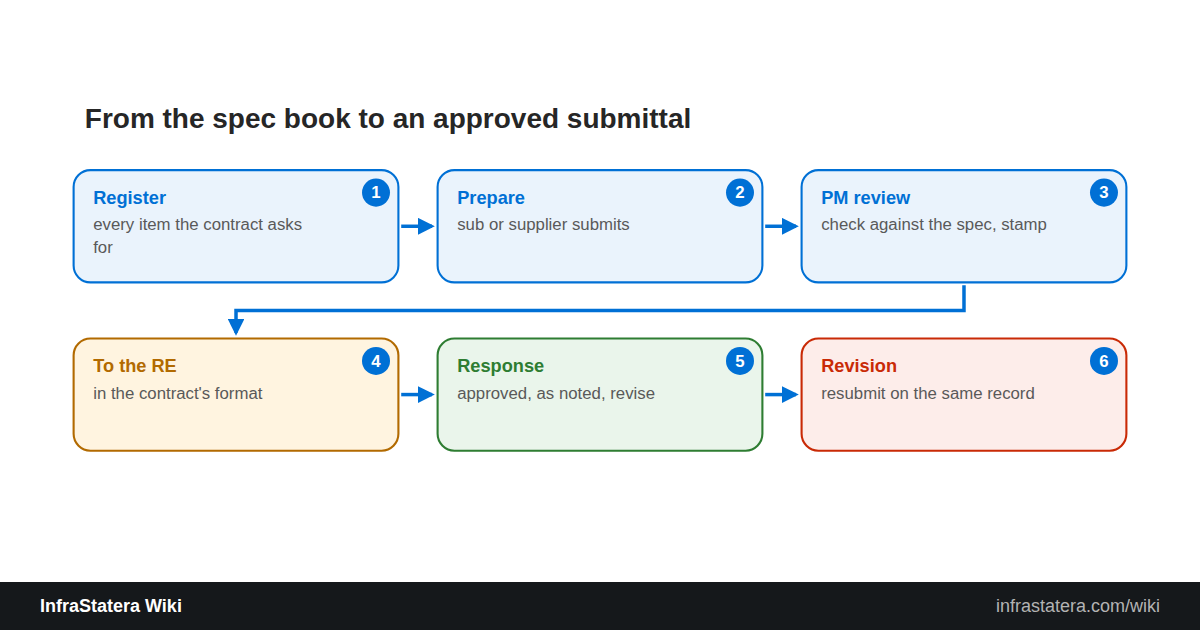 From the spec book to an approved submittal
Register
1
every item the contract asks
for
Prepare
2
sub or supplier submits
PM review
3
check against the spec, stamp
To the RE
4
in the contract's format
Response
5
approved, as noted, revise
Revision
6
resubmit on the same record
InfraStatera Wiki
infrastatera.com/wiki